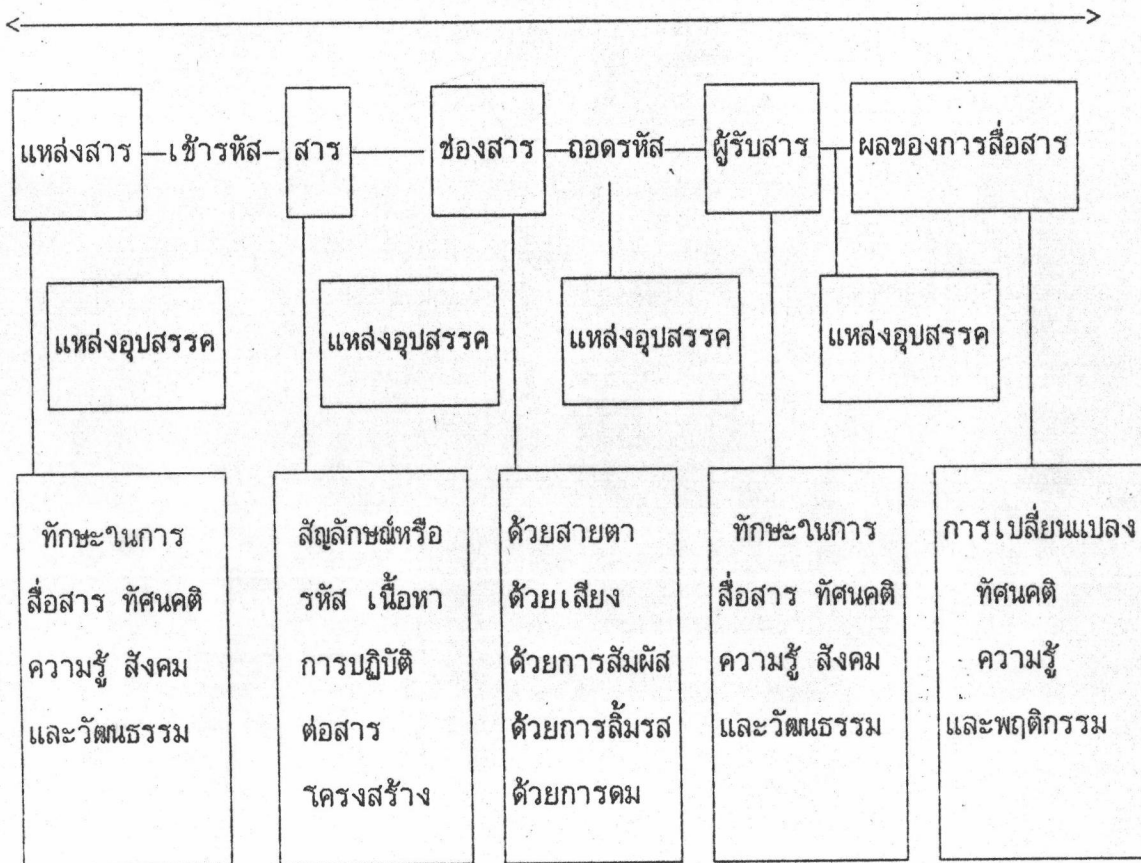 แหล่งสาร เข้ารหัส สาร ช่องสาร ถอดรหัส ผู้รับสาร ผลของการสื่อสาร
แหล่งอุปสรรค แหล่งอุปสรรค แหล่งอุปสรรค แหล่งอุปสรรค
ทักษะในการ
สื่อสาร ทัศนคติ
ความรู้ สังคม
และวัฒนธรรม
สัญลักษณ์หรือ
รหัส เนื้อหา
การปฏิบัติ
ต่อสาร
โครงสร้าง
ด้วยสายตา
ด้วยเสียง
ด้วยการสัมผัส
ด้วยการลิ้มรส
ด้วยการดม
ทักษะในการ
สื่อสาร ทัศนคติ
ความรู้ สังคม
และวัฒนธรรม
การเปลี่ยนแปลง
ทัศนคติ
ความรู้
และพฤติกรรม